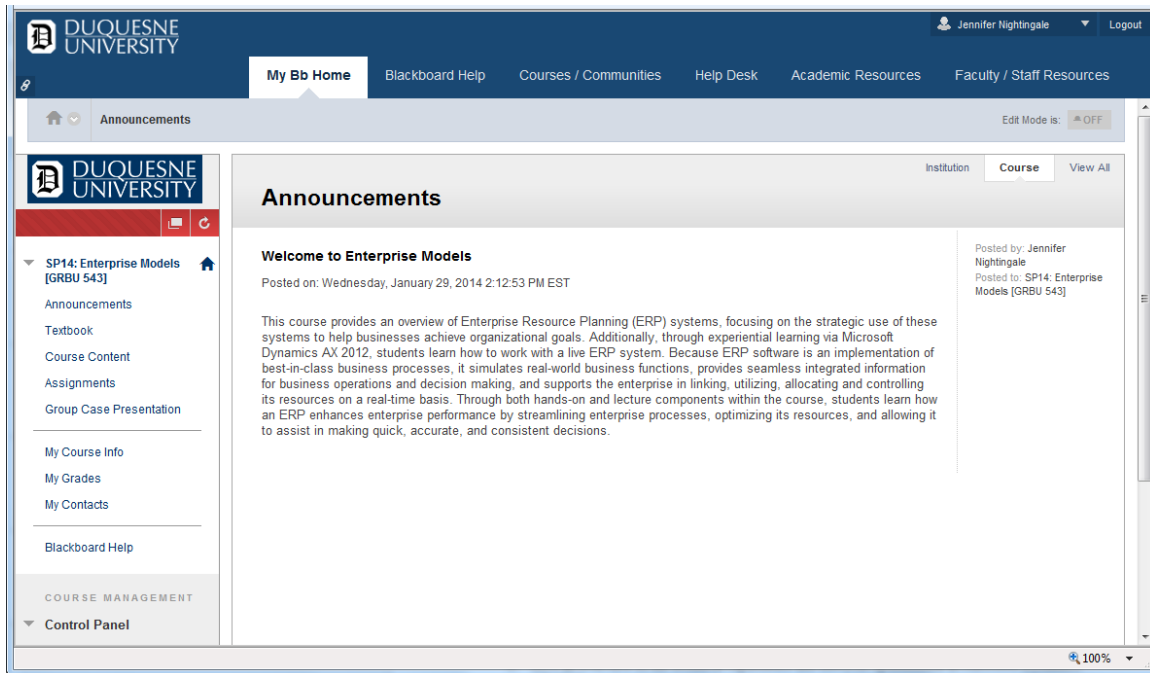 DUQUESNE
UNIVERSITY
Jennifer Nightingale
Logout
My Bb Home
Blackboard Help
Courses / Communities
Help Desk
Academic Resources
Faculty / Staff Resources
Announcements
Edit Mode is:
OFF
DUQUESNE
UNIVERSITY
SP14: Enterprise Models
[GRBU 543]
Announcements
Textbook
Course Content
Assignments
Group Case Presentation
My Course Info
My Grades
My Contacts
Blackboard Help
COURSE MANAGEMENT
Control Panel
Institution
Course
View All
Announcements
Welcome to Enterprise Models
Posted on: Wednesday, January 29, 2014 2:12:53 PM EST
This course provides an overview of Enterprise Resource Planning (ERP) systems, focusing on the strategic use of these
systems to help businesses achieve organizational goals. Additionally, through experiential learning via Microsoft
Dynamics AX 2012, students learn how to work with a live ERP system. Because ERP software is an implementation of
best-in-class business processes, it simulates real-world business functions, provides seamless integrated information
for business operations and decision making, and supports the enterprise in linking, utilizing, allocating and controlling
its resources on a real-time basis. Through both hands-on and lecture components within the course, students learn how
an ERP enhances enterprise performance by streamlining enterprise processes, optimizing its resources, and allowing it
to assist in making quick, accurate, and consistent decisions.
Posted by: Jennifer
Nightingale
Posted to: SP14: Enterprise
Models [GRBU 543]
100%